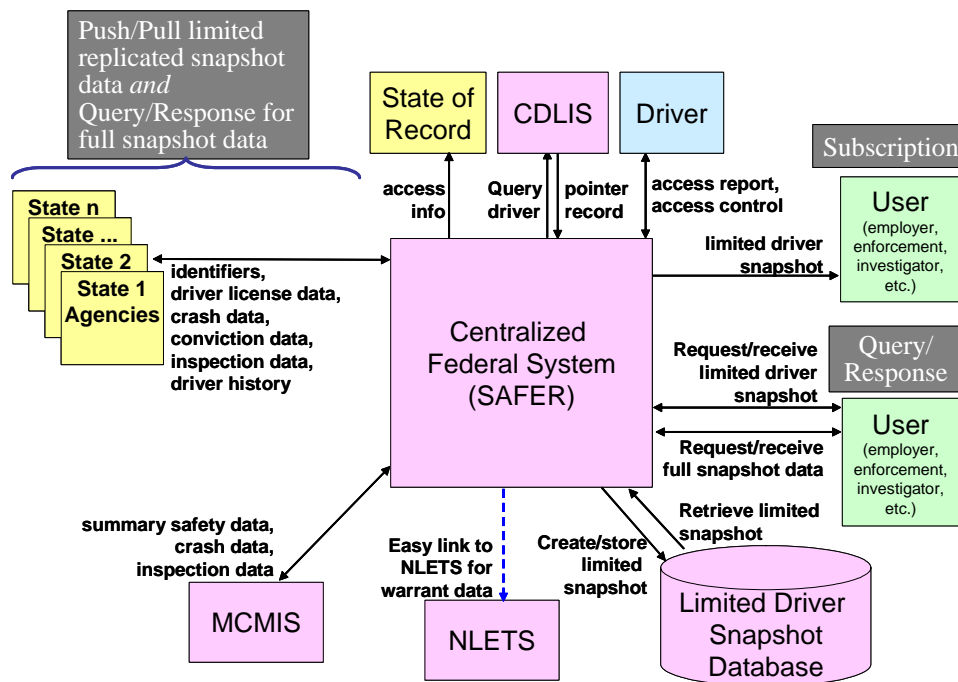 Push/Pull limited
replicated snapshot
data and
Query/Response for
full snapshot data
State of
Record
CDLIS
Driver
Subscription
access
info
Query
driver
pointer
record
access report,
access control
User
(employer,
enforcement,
investigator,
etc.)
limited driver
snapshot
State n
State ...
State 2
State 1
Agencies
identifiers,
driver license data,
crash data,
conviction data,
inspection data,
driver history
Centralized
Federal System
(SAFER)
Request/receive
limited driver
snapshot
Query/
Response
User
(employer,
enforcement,
investigator,
etc.)
Request/receive
full snapshot data
Retrieve limited
snapshot
summary safety data,
crash data,
inspection data
Easy link to
NLETS for
warrant data
Create/store
limited
snapshot
MCMIS
NLETS
Limited Driver
Snapshot
Database